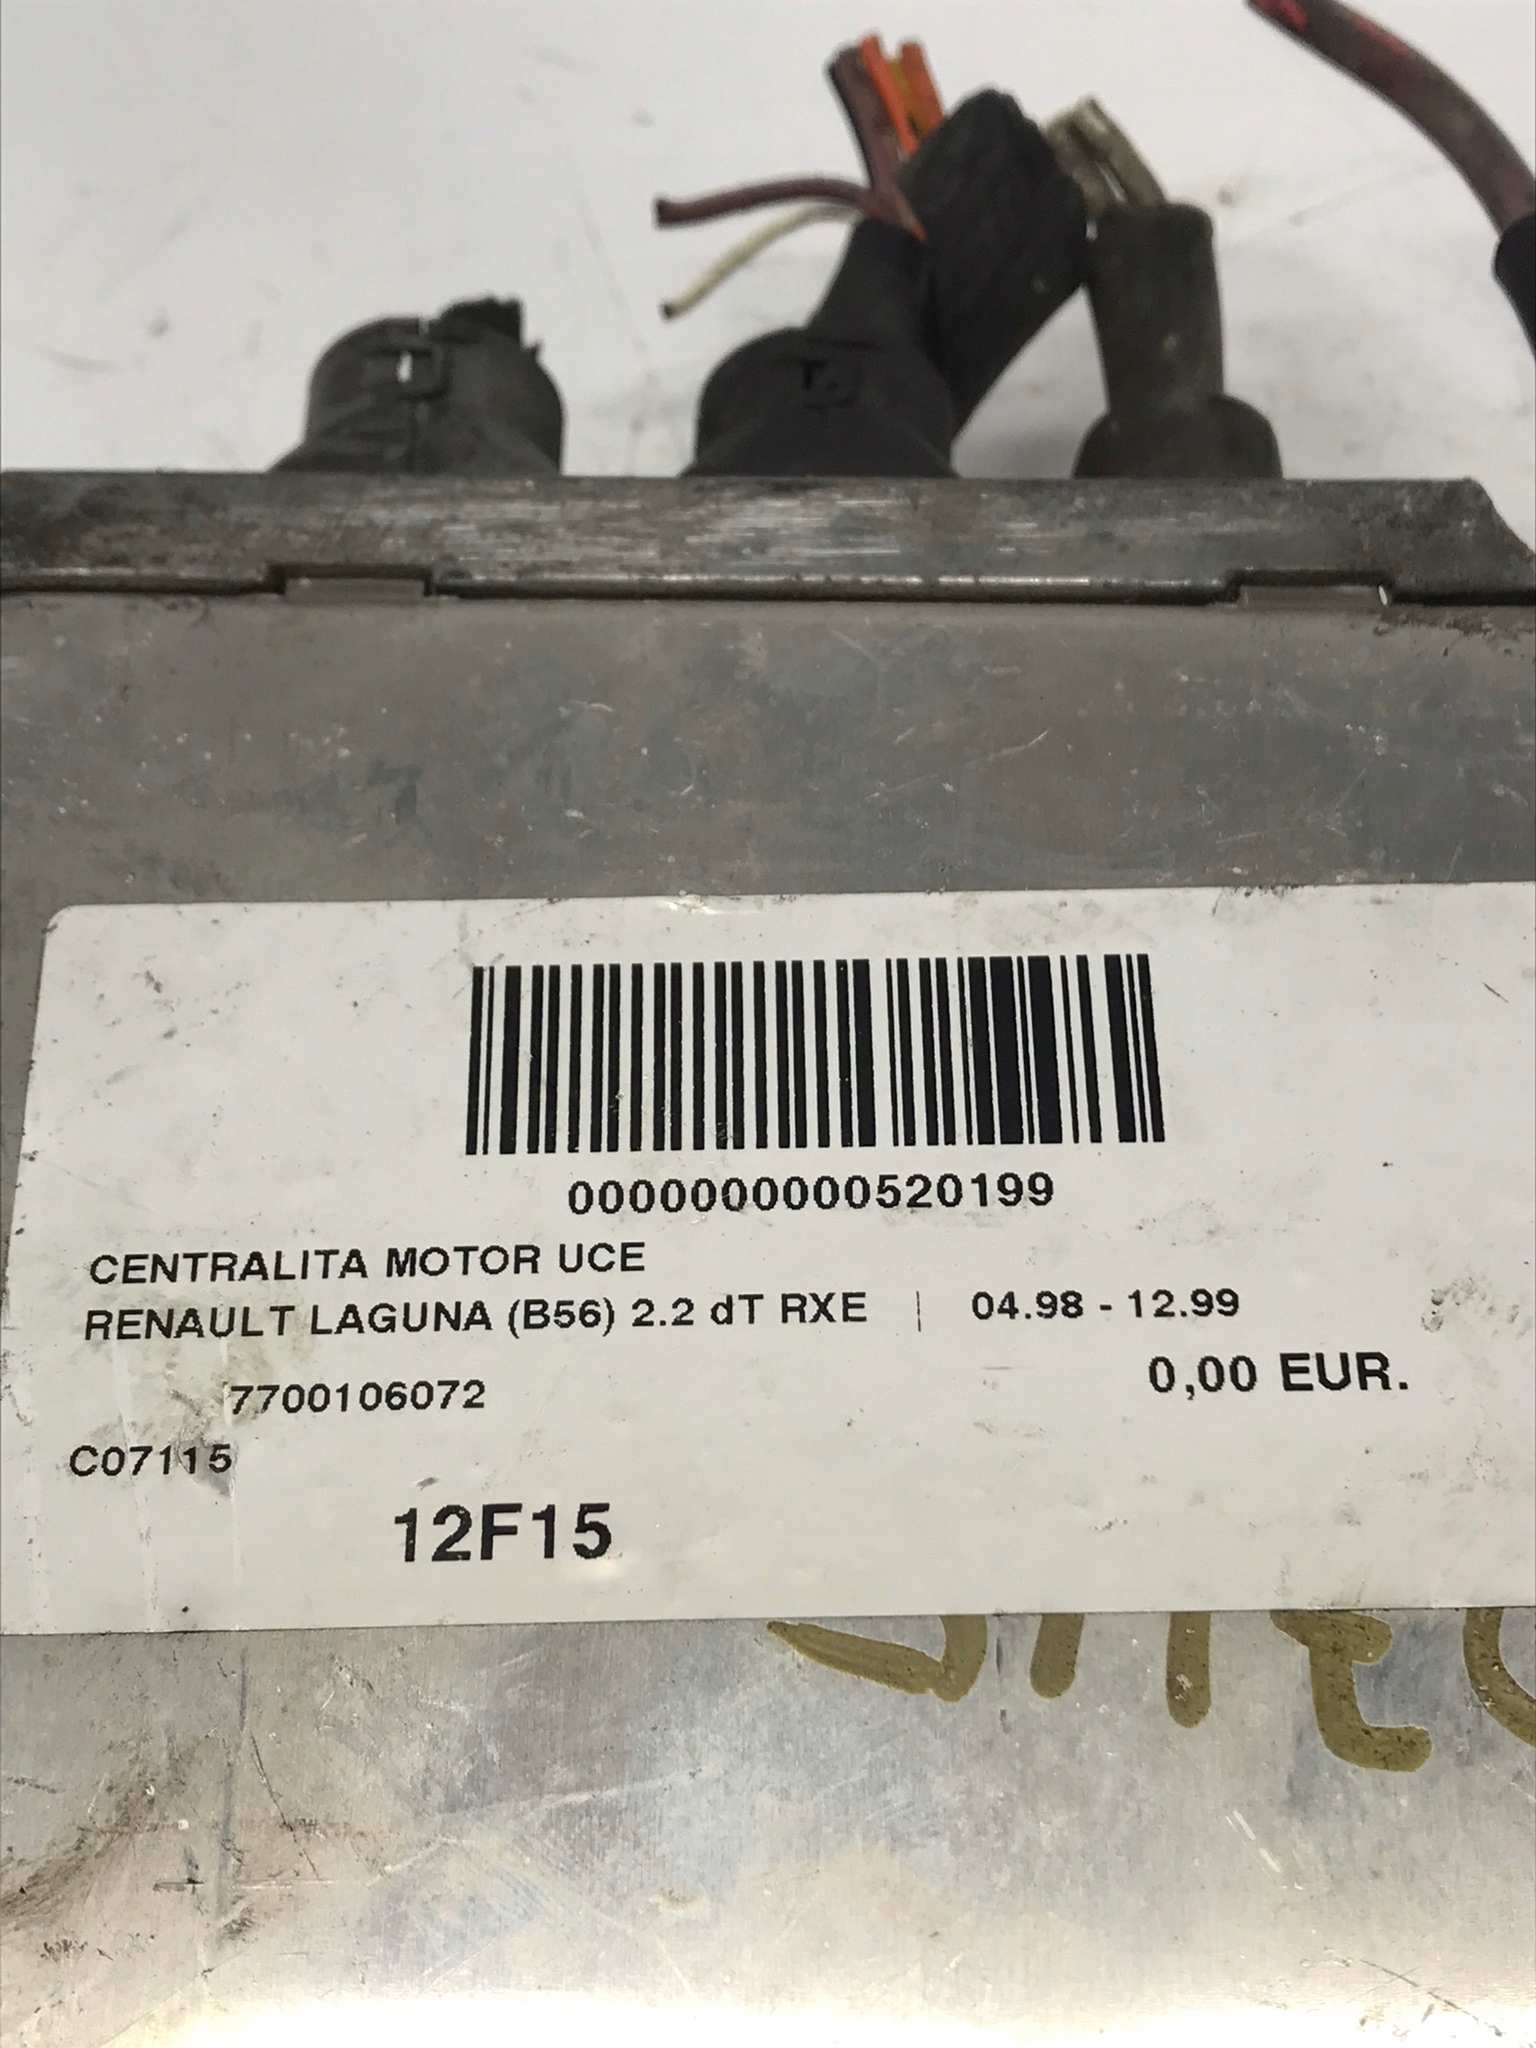 0000000000520199
CENTRALITA MOTOR UCE
RENAULT LAGUNA (B56) 2.2 dT RXE | 04.98 - 12.99
0,00 EUR.
7700106072
C07115
12F15